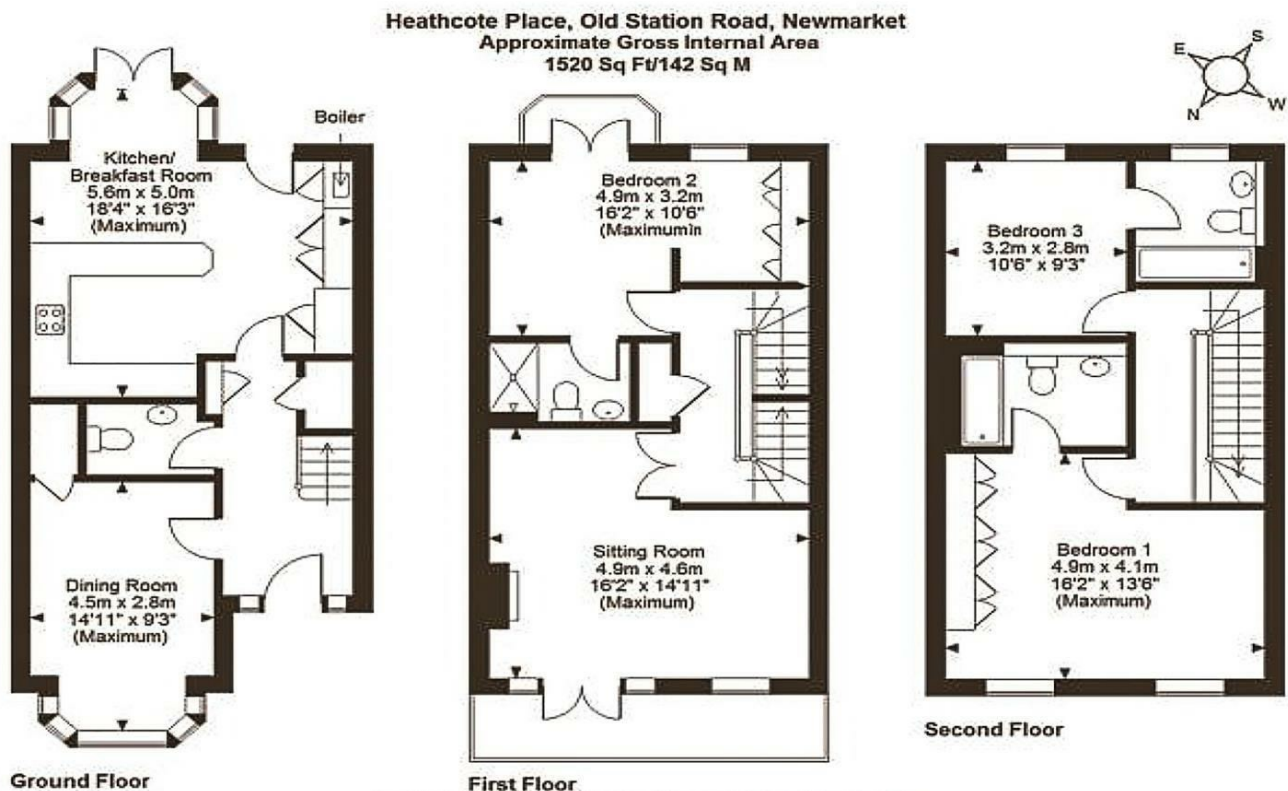 Heathcote Place, Old Station Road, Newmarket
Approximate Gross Internal Area
1520 Sq Ft/142 Sq M
E
S
N
W
Boiler
Kitchen/
Breakfast Room
5.6m x 5.0m
18'4" x 16'3"
(Maximum)
Dining Room
4.5m x 2.8m
14'11" x 9'3"
(Maximum)
Ground Floor
Bedroom 2
4.9m x 3.2m
16'2" x 10'6"
(Maximum)n
Sitting Room
4.9m x 4.6m
16'2" x 14'11"
(Maximum)
First Floor
Bedroom 3
3.2m x 2.8m
10'6" x 9'3"
Bedroom 1
4.9m x 4.1m
16'2" x 13'6"
(Maximum)
Second Floor